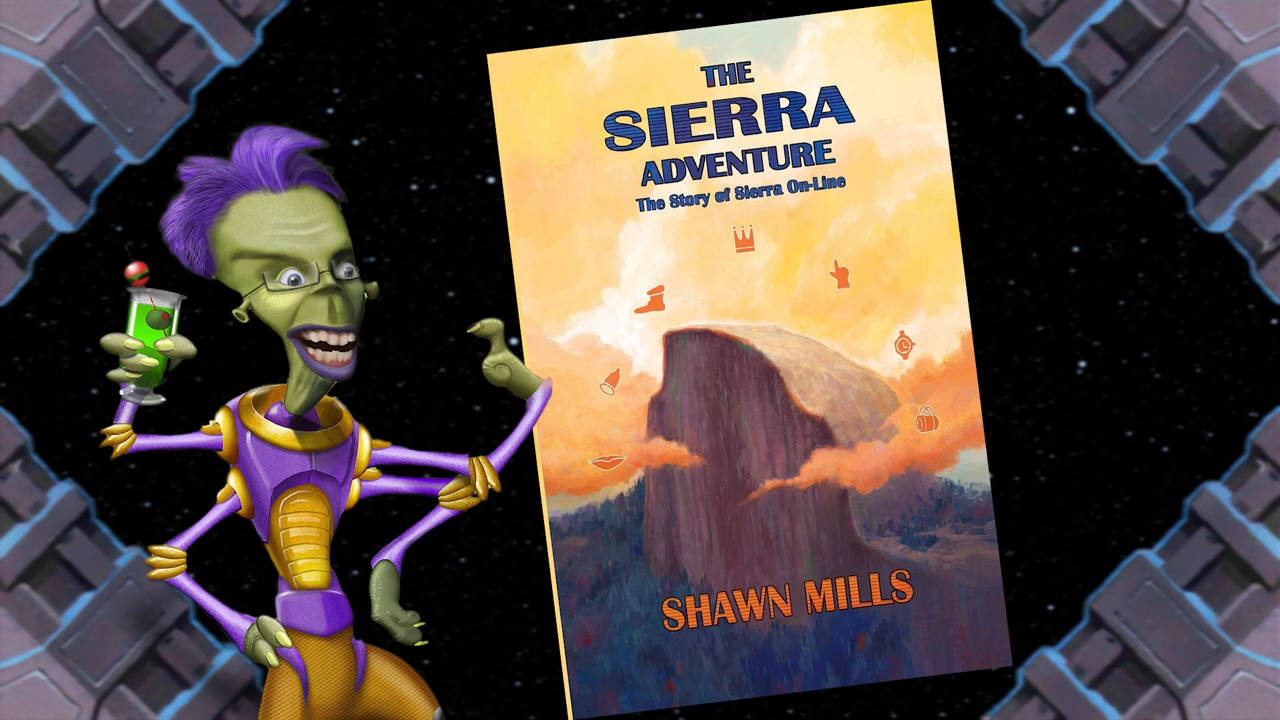 THE
SIERRA
ADVENTURE
The Story of Sierra On-Line
SHAWN MILLS